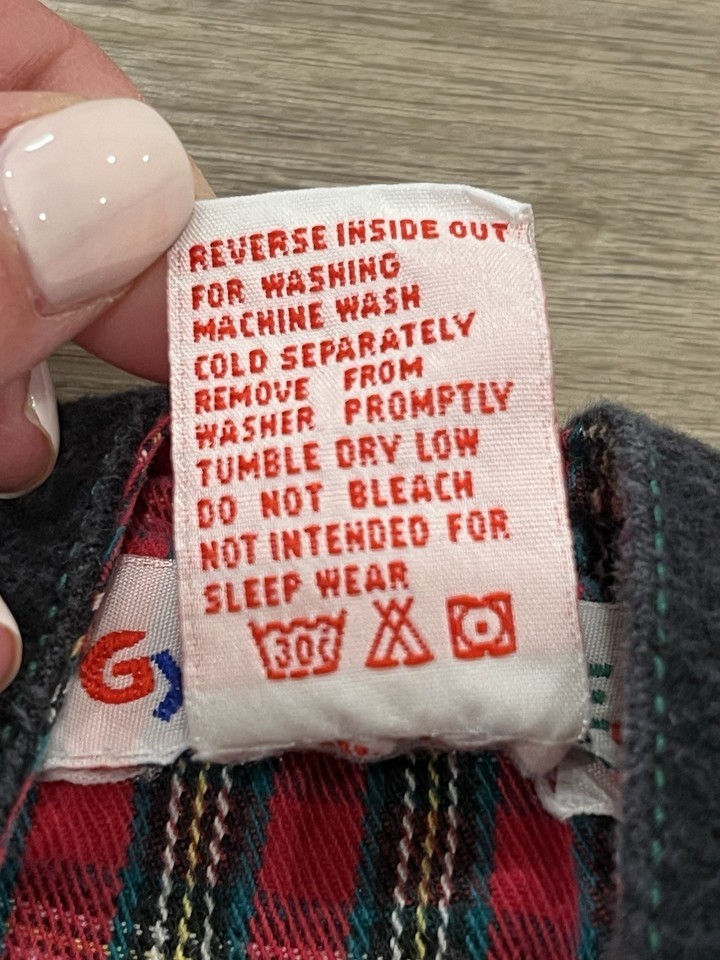 REVERSE INSIDE OUT
FOR WASHING
MACHINE WASH
COLD SEPARATELY
REMOVE FROM
WASHER PROMPTLY
TUMBLE DRY LOW
DO NOT BLEACH
NOT INTENDED FOR
SLEEP WEAR
30C
G